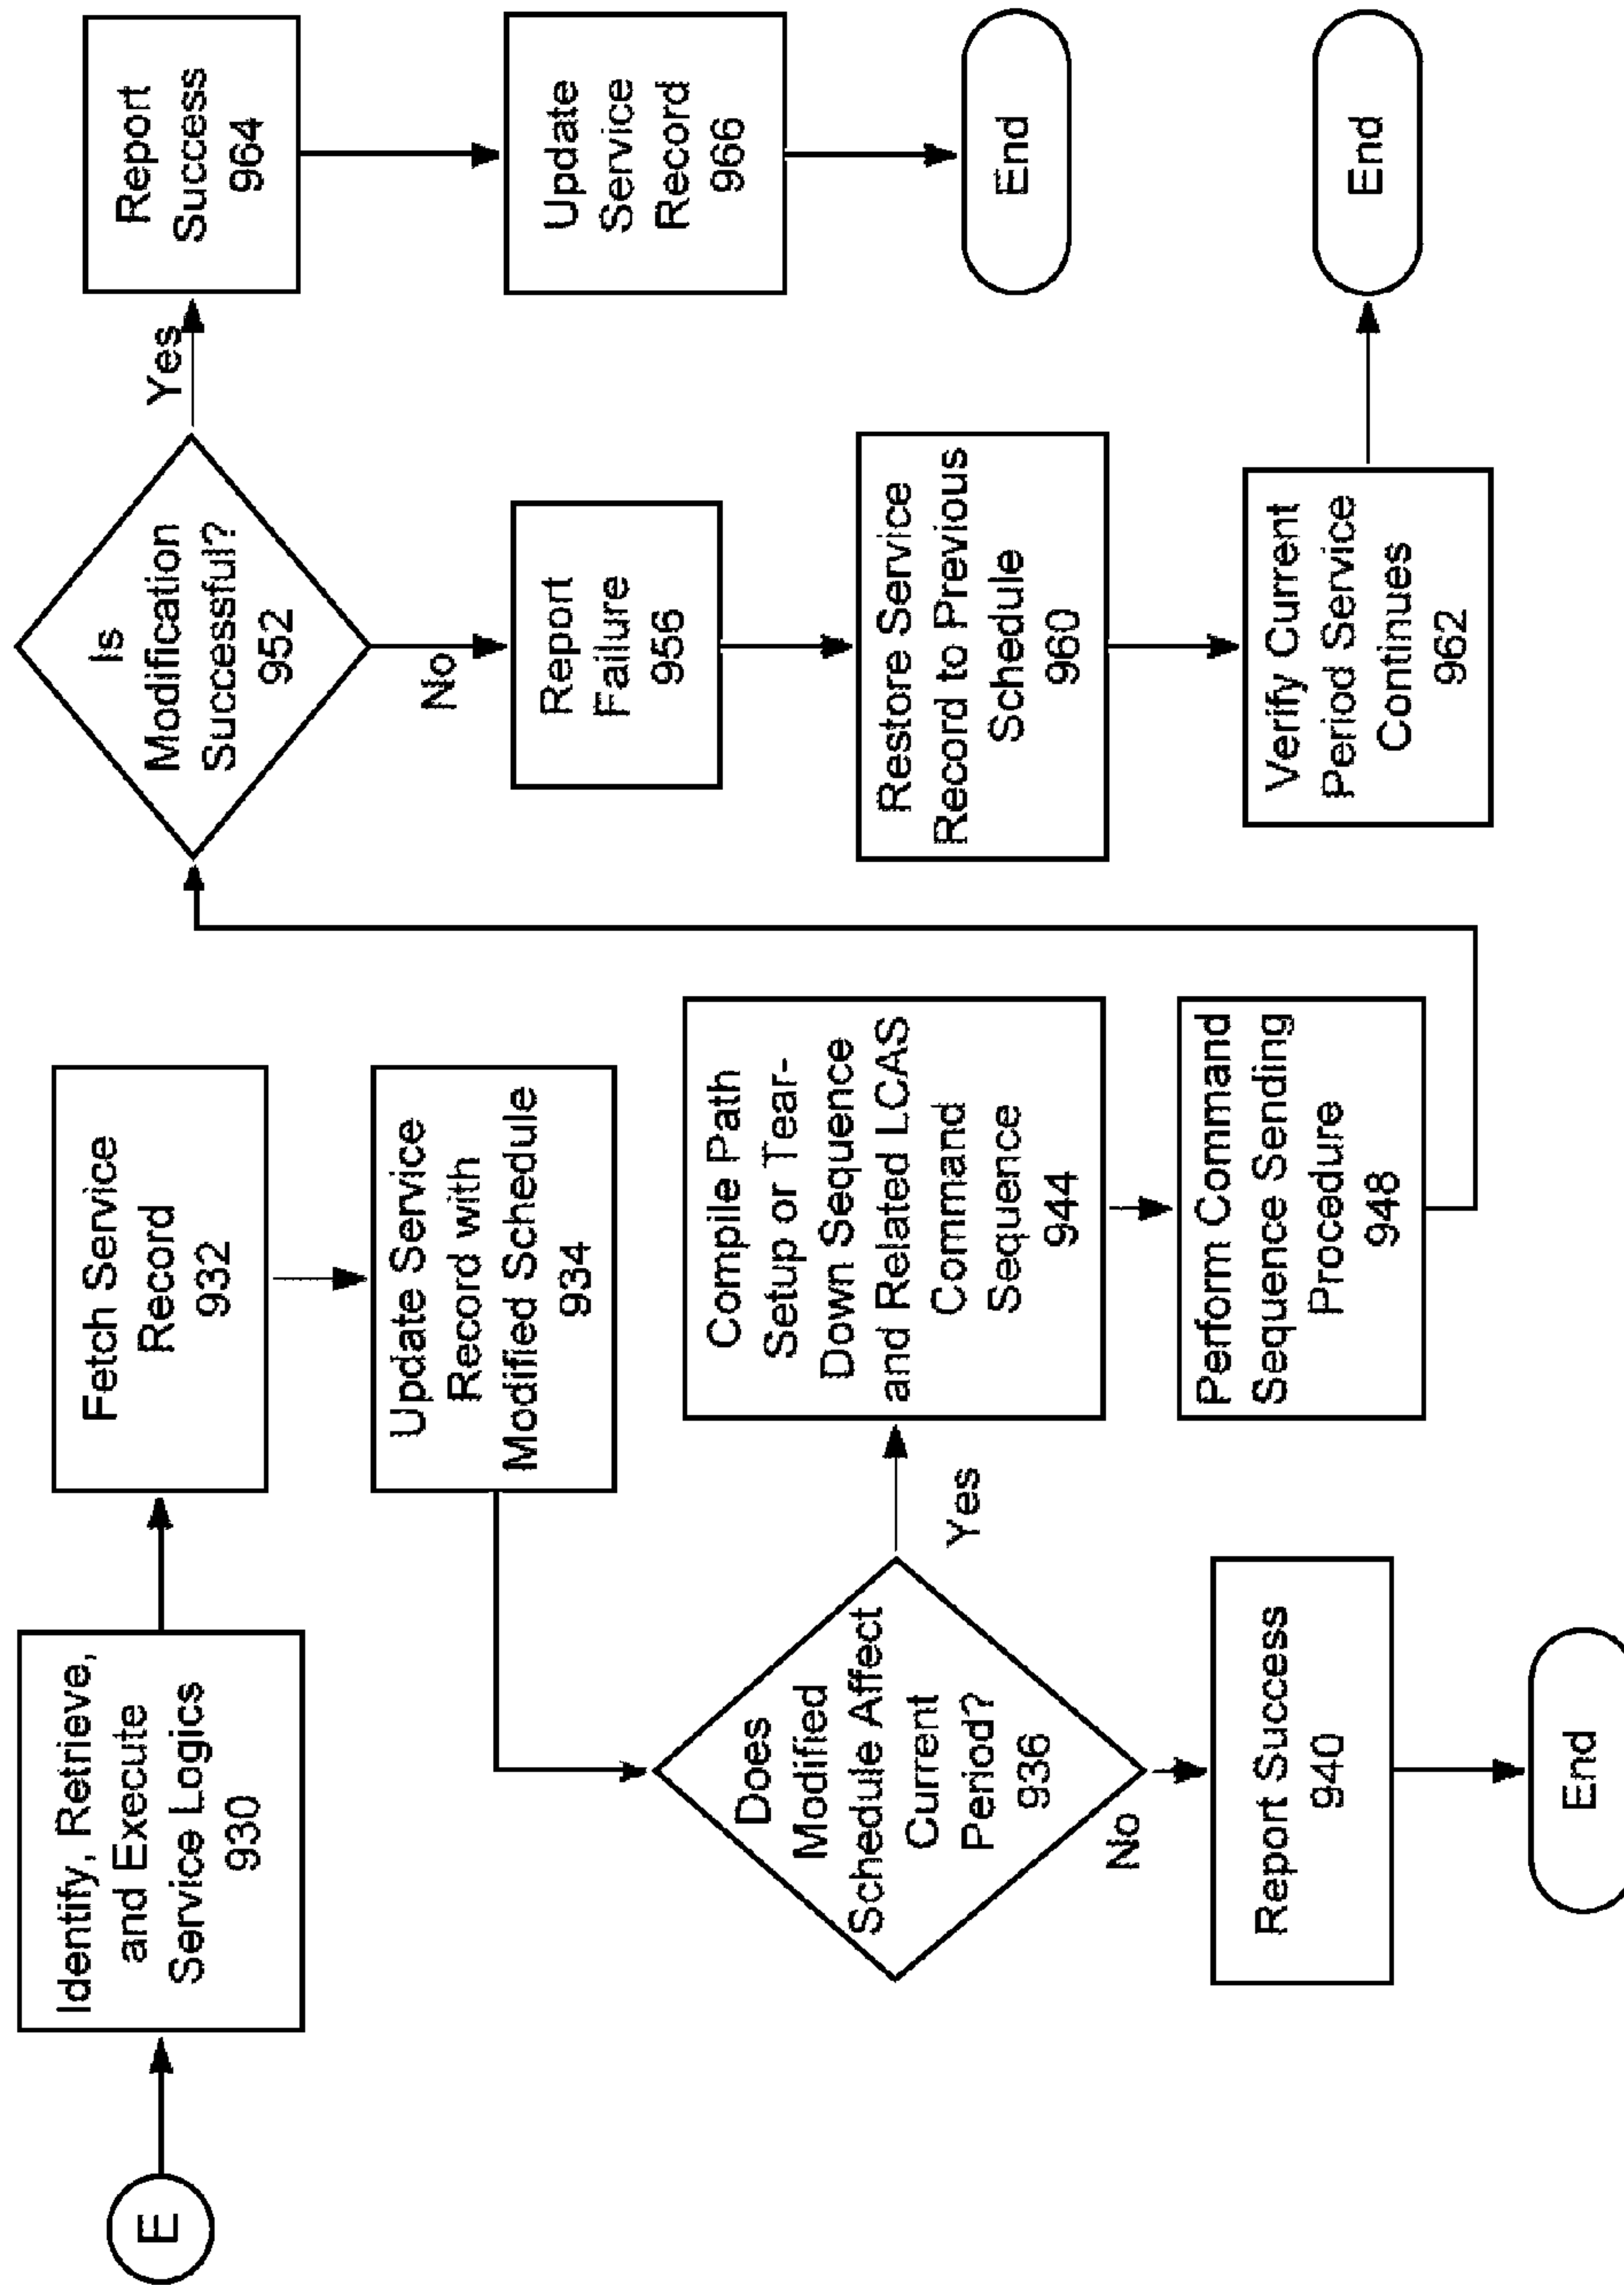 E
Identify, Retrieve,
and Execute
Service Logics
930
Fetch Service
Record
932
Update Service
Record with
Modified Schedule
934
Does
Modified
Schedule Affect
Current
Period?
936
Yes
No
Report Success
940
End
Compile Path
Setup or Tear-
Down Sequence
and Related LCAS
Command
Sequence
944
Perform Command
Sequence Sending
Procedure
948
Is
Modification
Successful?
952
Yes
No
Report
Failure
956
Restore Service
Record to Previous
Schedule
960
Verify Current
Period Service
Continues
962
End
Report
Success
964
Update
Service
Record
966
End